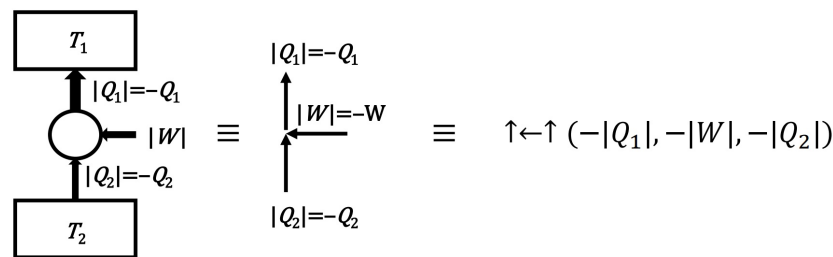 T₁
|Q₁|=–Q₁
|W|
|Q₂|=–Q₂
T₂
≡
|Q₁|=–Q₁
|W|=–W
|Q₂|=–Q₂
≡
↑←↑ (−|Q₁|, −|W|, −|Q₂|)